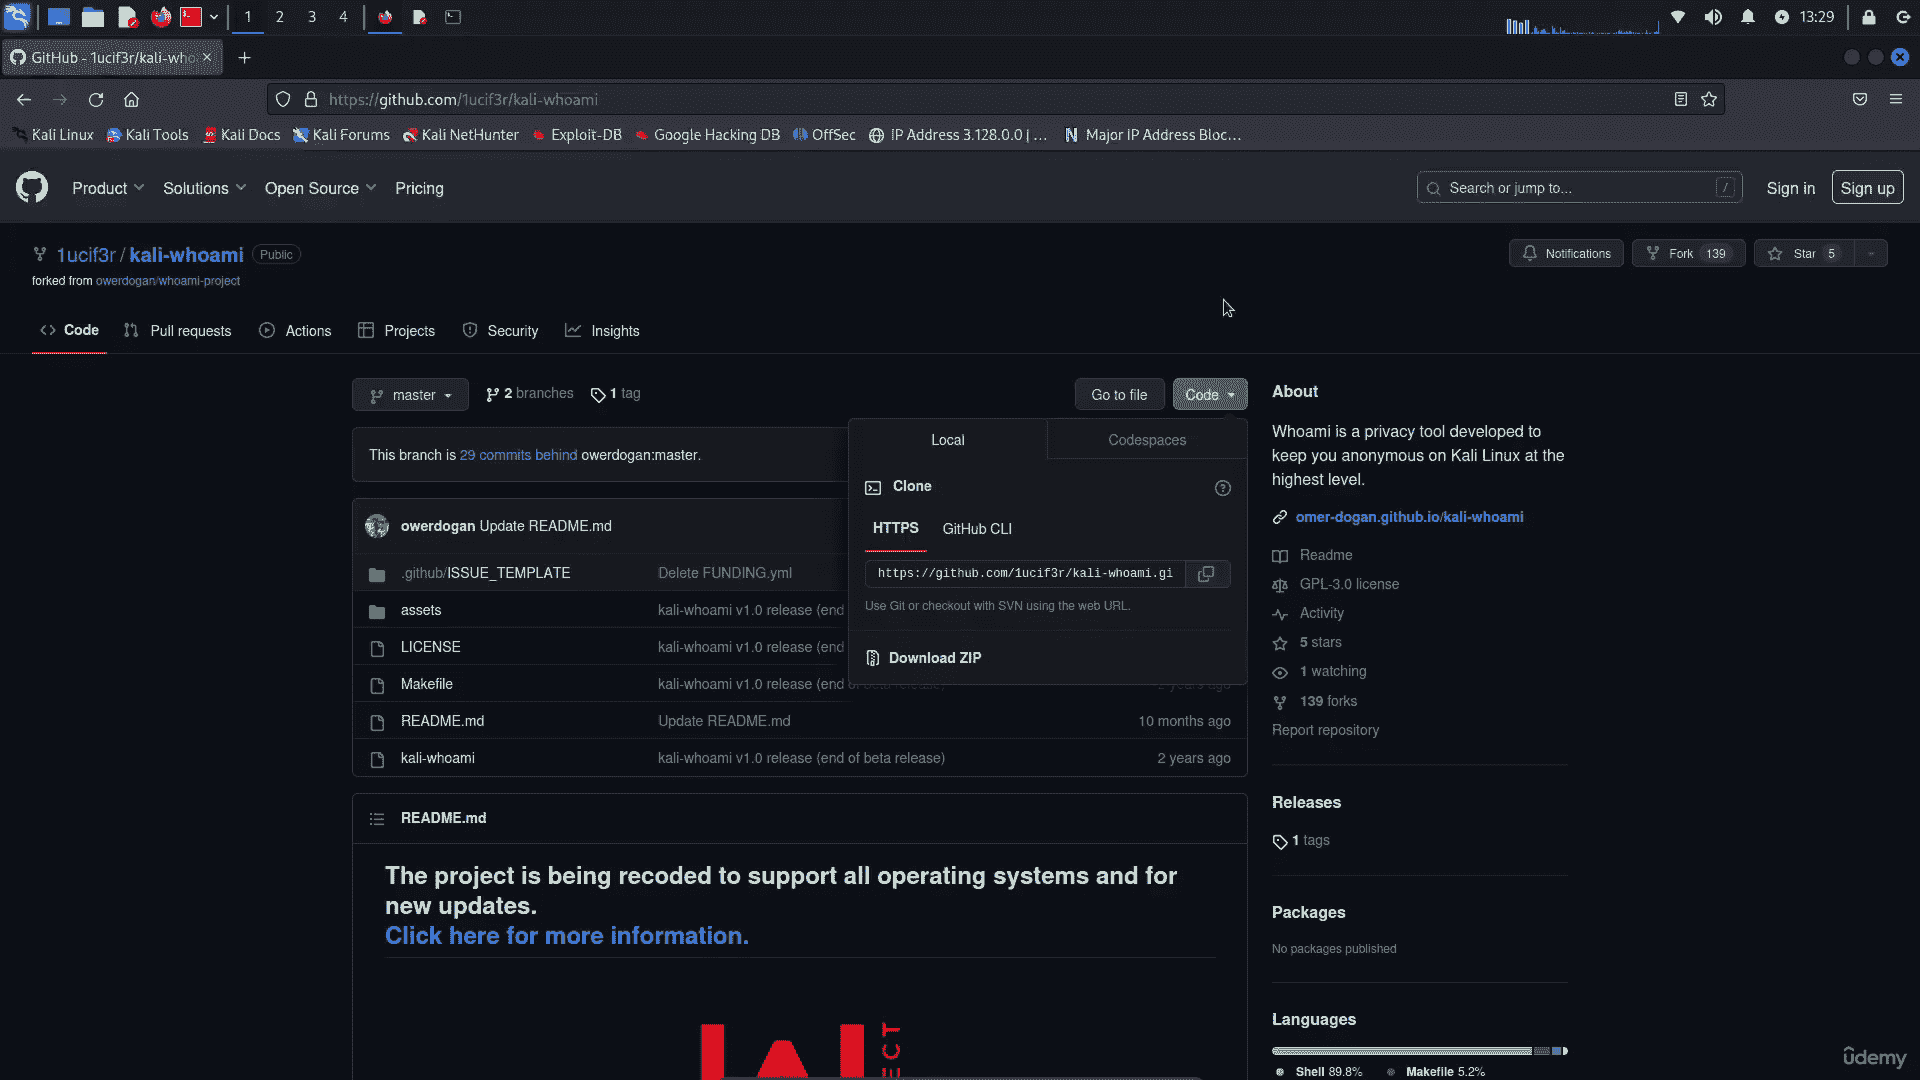 1 2 3 4
13:29
GitHub - 1ucif3r/kali-who
https://github.com/1ucif3r/kali-whoami
Kali Linux Kali Tools Kali Docs Kali Forums Kali NetHunter Exploit-DB Google Hacking DB OffSec IP Address 3.128.0.0 | ... Major IP Address Bloc...
Product Solutions Open Source Pricing Search or jump to... / Sign in Sign up
1ucif3r / kali-whoami Public
Notifications Fork 139 Star 5
forked from owerdogan/whoami-project
Code Pull requests Actions Projects Security Insights
master 2 branches 1 tag Go to file Code
This branch is 29 commits behind owerdogan:master.
owerdogan Update README.md
.github/ISSUE_TEMPLATE Delete FUNDING.yml
assets kali-whoami v1.0 release (end
LICENSE kali-whoami v1.0 release (end
Makefile kali-whoami v1.0 release (end of beta release) 2 years ago
README.md Update README.md 10 months ago
kali-whoami kali-whoami v1.0 release (end of beta release) 2 years ago
Local Codespaces
Clone
HTTPS GitHub CLI
https://github.com/1ucif3r/kali-whoami.gi
Use Git or checkout with SVN using the web URL.
Download ZIP
README.md
The project is being recoded to support all operating systems and for
new updates.
Click here for more information.
ECT
About
Whoami is a privacy tool developed to
keep you anonymous on Kali Linux at the
highest level.
omer-dogan.github.io/kali-whoami
Readme
GPL-3.0 license
Activity
5 stars
1 watching
139 forks
Report repository
Releases
1 tags
Packages
No packages published
Languages
Shell 89.8% Makefile 5.2%
ûdemy